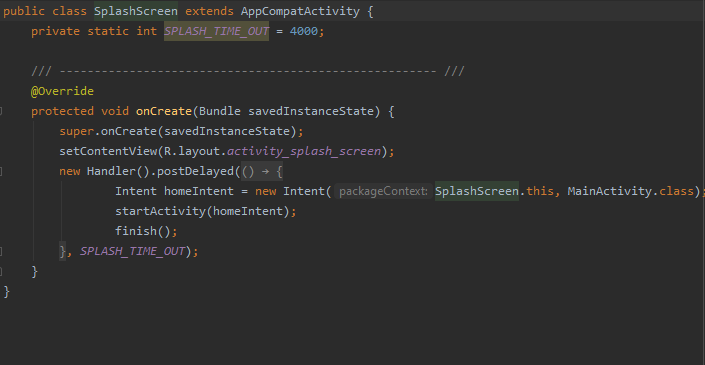 public class SplashScreen extends AppCompatActivity {
private static int SPLASH_TIME_OUT = 4000;
/// ------------------------------------------------------ ///
@Override
protected void onCreate(Bundle savedInstanceState) {
super.onCreate(savedInstanceState);
setContentView(R.layout.activity_splash_screen);
new Handler().postDelayed(() → {
Intent homeIntent = new Intent( packageContext: SplashScreen.this, MainActivity.class);
startActivity(homeIntent);
finish();
}, SPLASH_TIME_OUT);
}
}